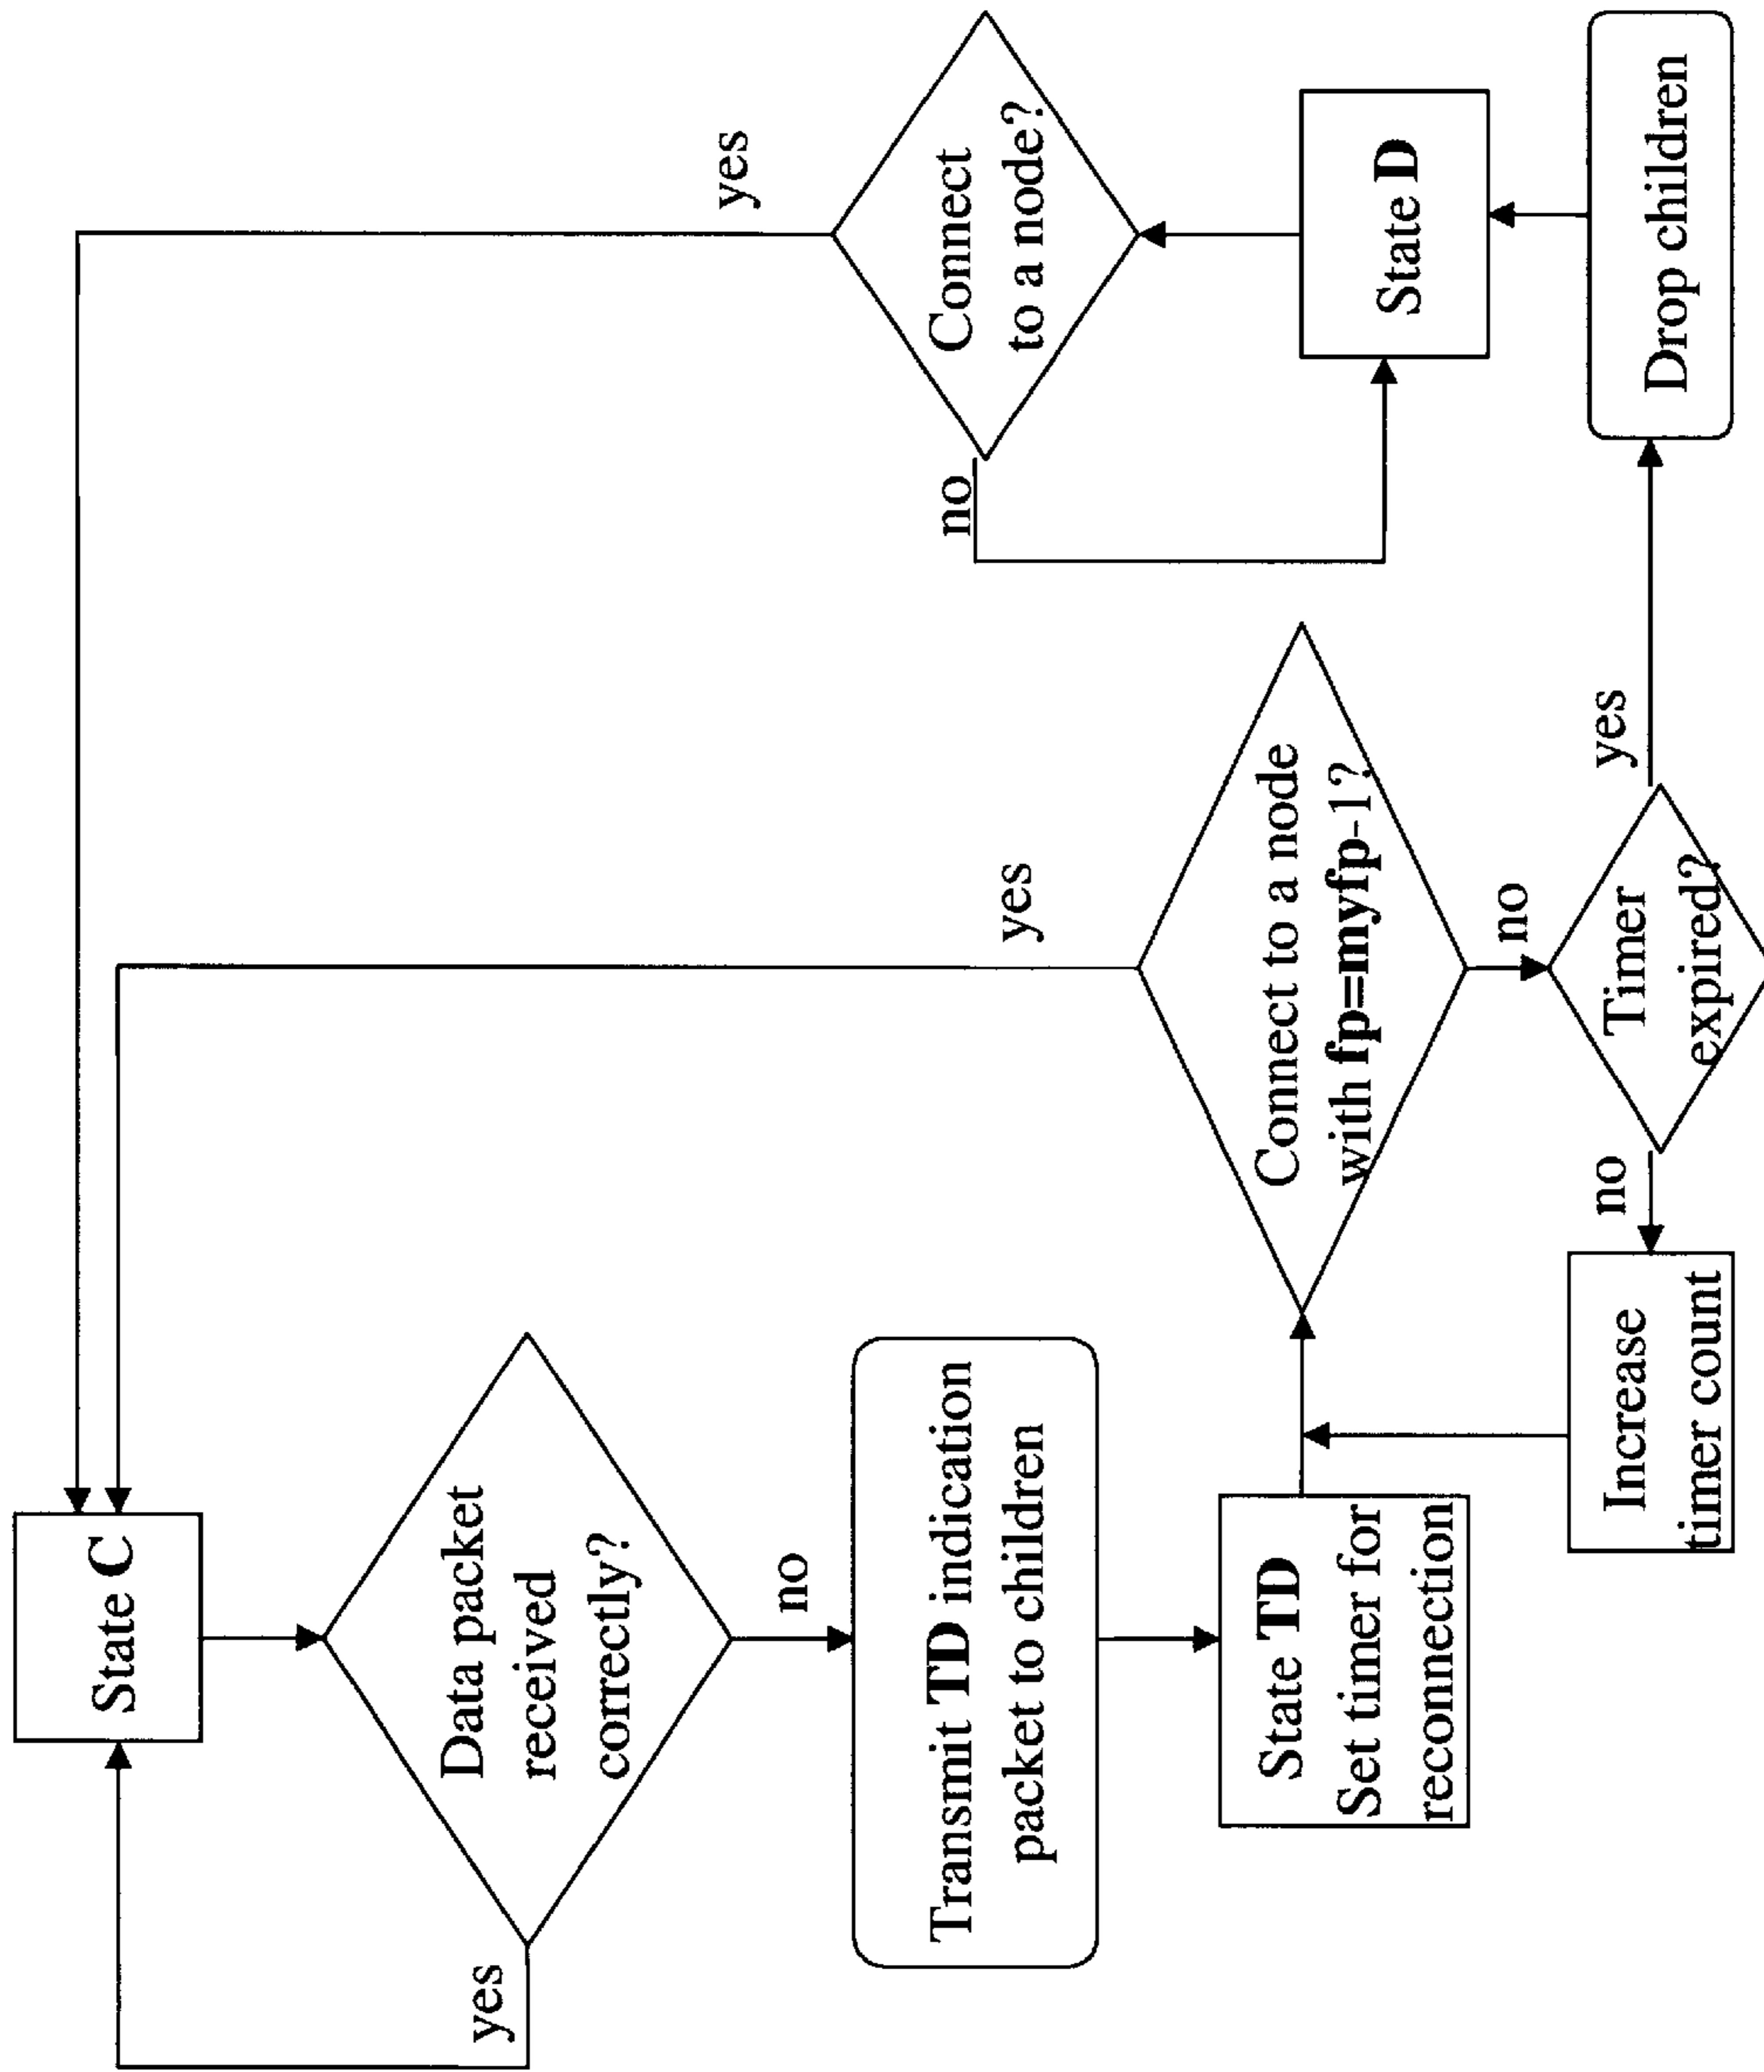 State C
yes
Data packet
received
correctly?
no
Transmit TD indication
packet to children
State TD
Set timer for
reconnection
yes
Connect to a node
with fp=myfp-1?
no
Timer
expired?
no
Increase
timer count
yes
Drop children
State D
Connect
to a node?
no
yes